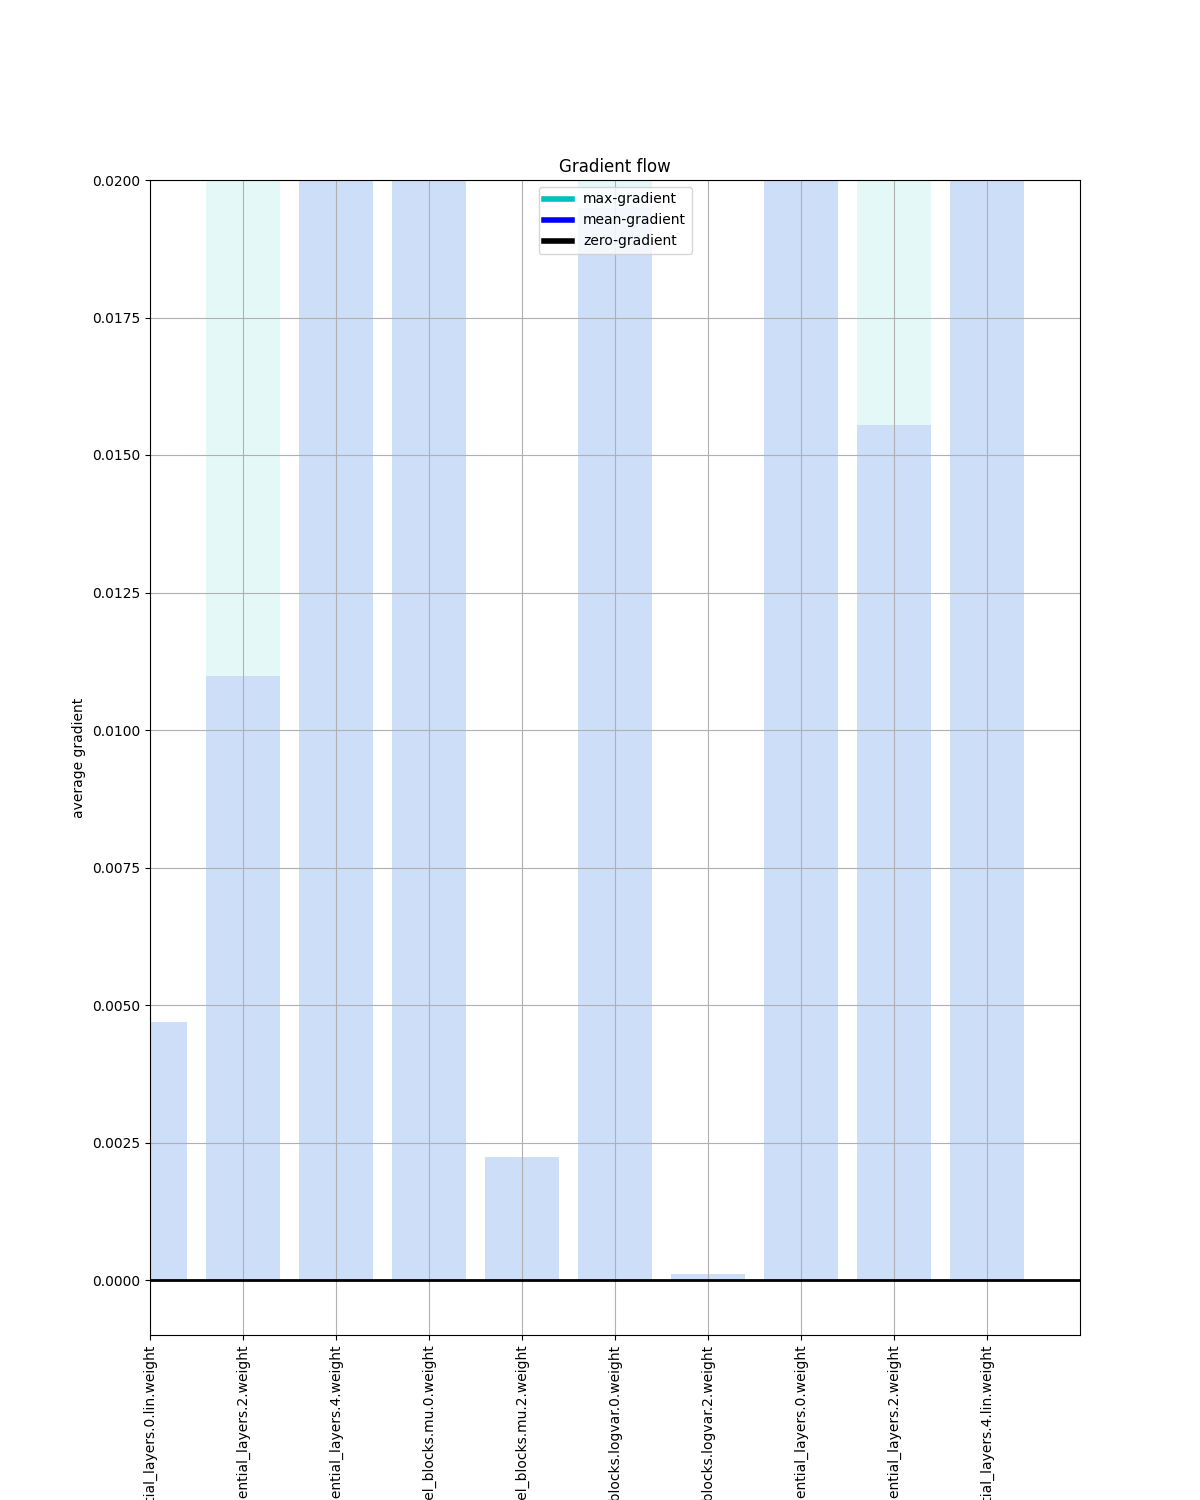 Gradient flow
max-gradient
mean-gradient
zero-gradient
0.0200
0.0175
0.0150
0.0125
0.0100
0.0075
0.0050
0.0025
0.0000
average gradient
tial_layers.0.lin.weight
ential_layers.2.weight
ential_layers.4.weight
el_blocks.mu.0.weight
el_blocks.mu.2.weight
blocks.logvar.0.weight
blocks.logvar.2.weight
ential_layers.0.weight
ential_layers.2.weight
tial_layers.4.lin.weight